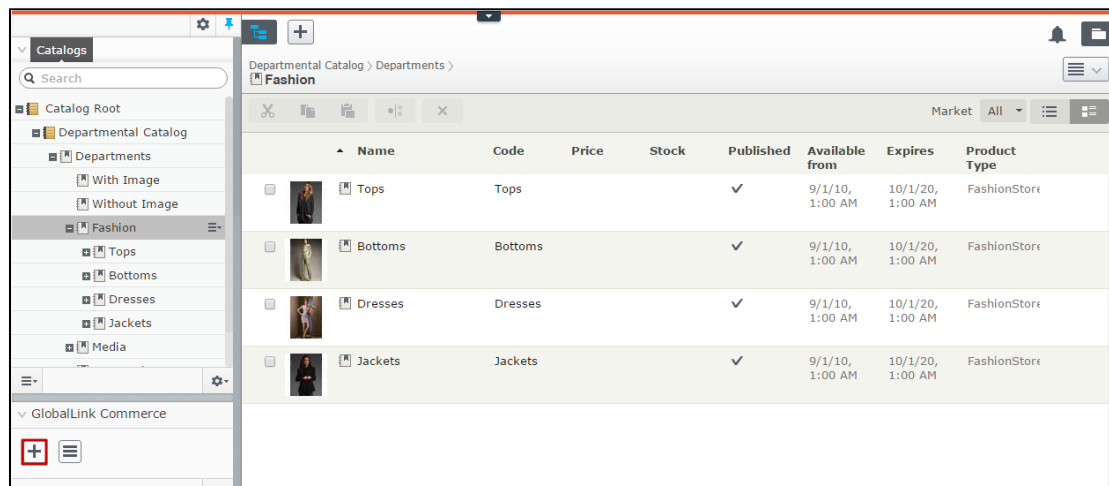 Catalogs
Search
Catalog Root
Departmental Catalog
Departments
With Image
Without Image
Fashion
Tops
Bottoms
Dresses
Jackets
Media
GlobalLink Commerce
Departmental Catalog > Departments >
Fashion
Market All
Name Code Price Stock Published Available from Expires Product Type
Tops Tops 9/1/10, 1:00 AM 10/1/20, 1:00 AM FashionStore
Bottoms Bottoms 9/1/10, 1:00 AM 10/1/20, 1:00 AM FashionStore
Dresses Dresses 9/1/10, 1:00 AM 10/1/20, 1:00 AM FashionStore
Jackets Jackets 9/1/10, 1:00 AM 10/1/20, 1:00 AM FashionStore